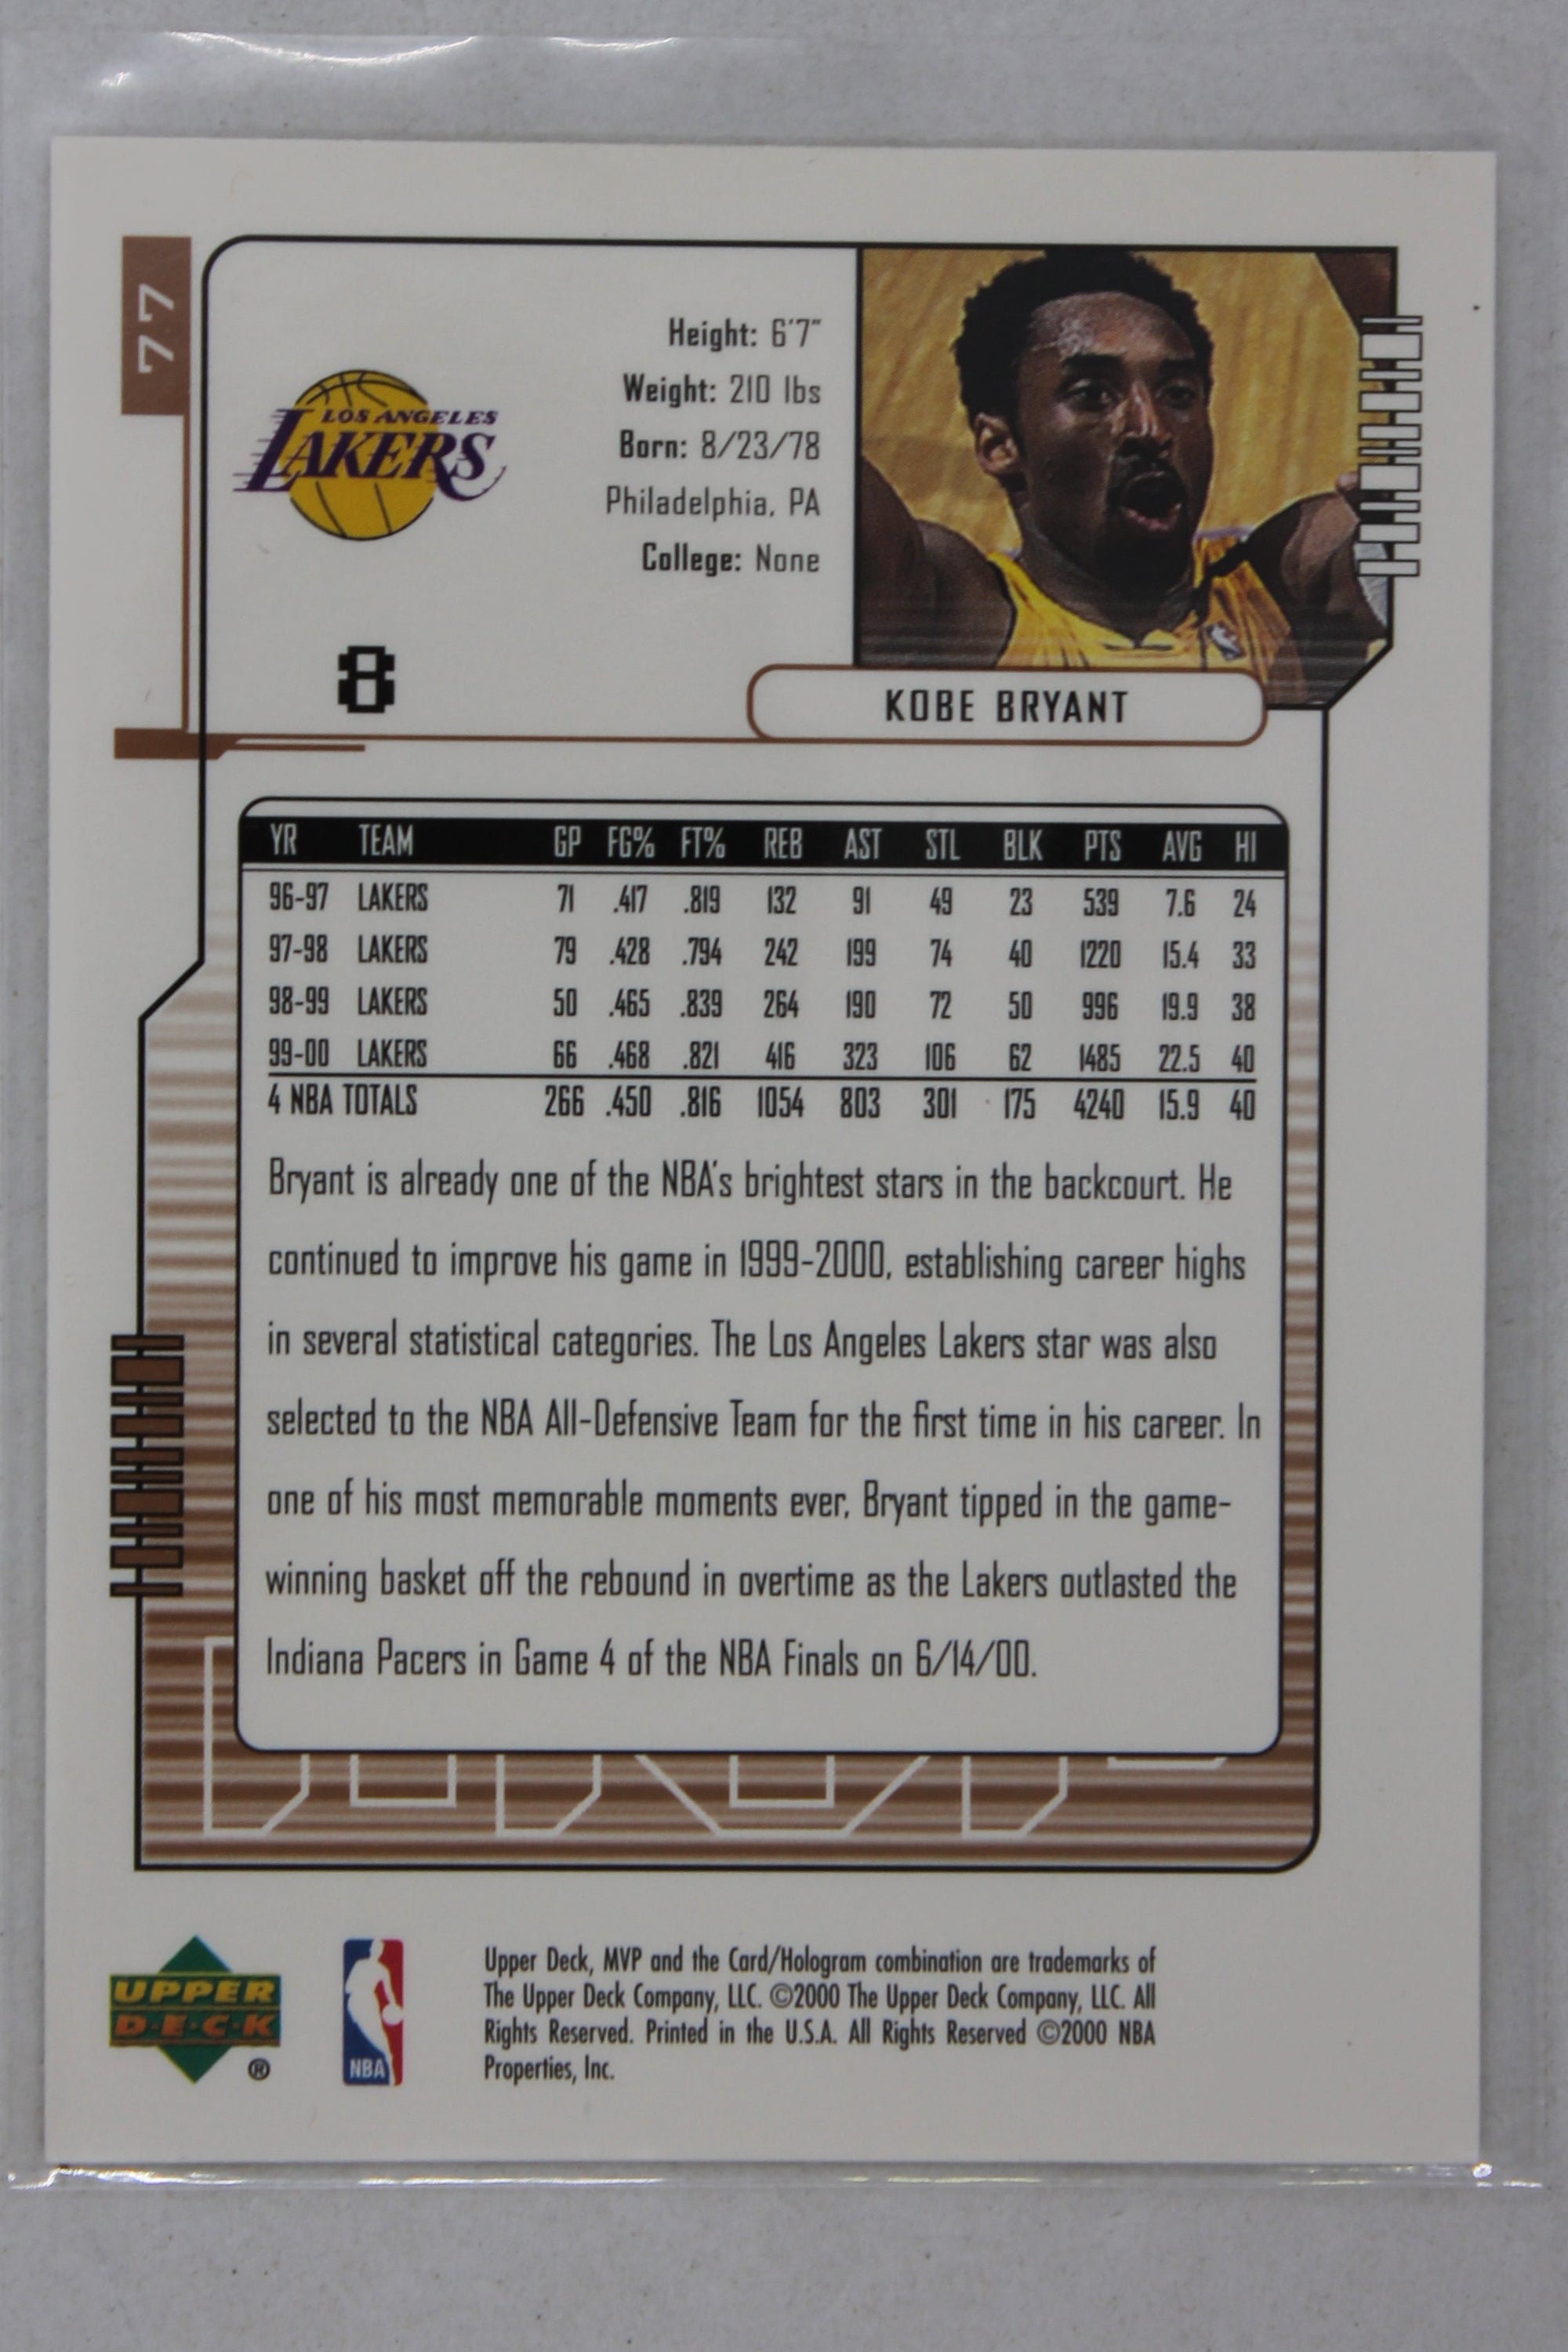 77
LOS ANGELES
LAKERS
Height: 6'7"
Weight: 210 lbs
Born: 8/23/78
Philadelphia, PA
College: None
8
KOBE BRYANT
YR TEAM GP FG% FT% REB AST STL BLK PTS AVG HI
96-97 LAKERS 71 .417 .819 132 91 49 23 539 7.6 24
97-98 LAKERS 79 .428 .794 242 199 74 40 1220 15.4 33
98-99 LAKERS 50 .465 .839 264 190 72 50 996 19.9 38
99-00 LAKERS 66 .468 .821 416 323 106 62 1485 22.5 40
4 NBA TOTALS 266 .450 .816 1054 803 301 175 4240 15.9 40
Bryant is already one of the NBA's brightest stars in the backcourt. He
continued to improve his game in 1999-2000, establishing career highs
in several statistical categories. The Los Angeles Lakers star was also
selected to the NBA All-Defensive Team for the first time in his career. In
one of his most memorable moments ever, Bryant tipped in the game-
winning basket off the rebound in overtime as the Lakers outlasted the
Indiana Pacers in Game 4 of the NBA Finals on 6/14/00.
UPPER
D·E·C·K
®
NBA
Upper Deck, MVP and the Card/Hologram combination are trademarks of
The Upper Deck Company, LLC. ©2000 The Upper Deck Company, LLC. All
Rights Reserved. Printed in the U.S.A. All Rights Reserved ©2000 NBA
Properties, Inc.